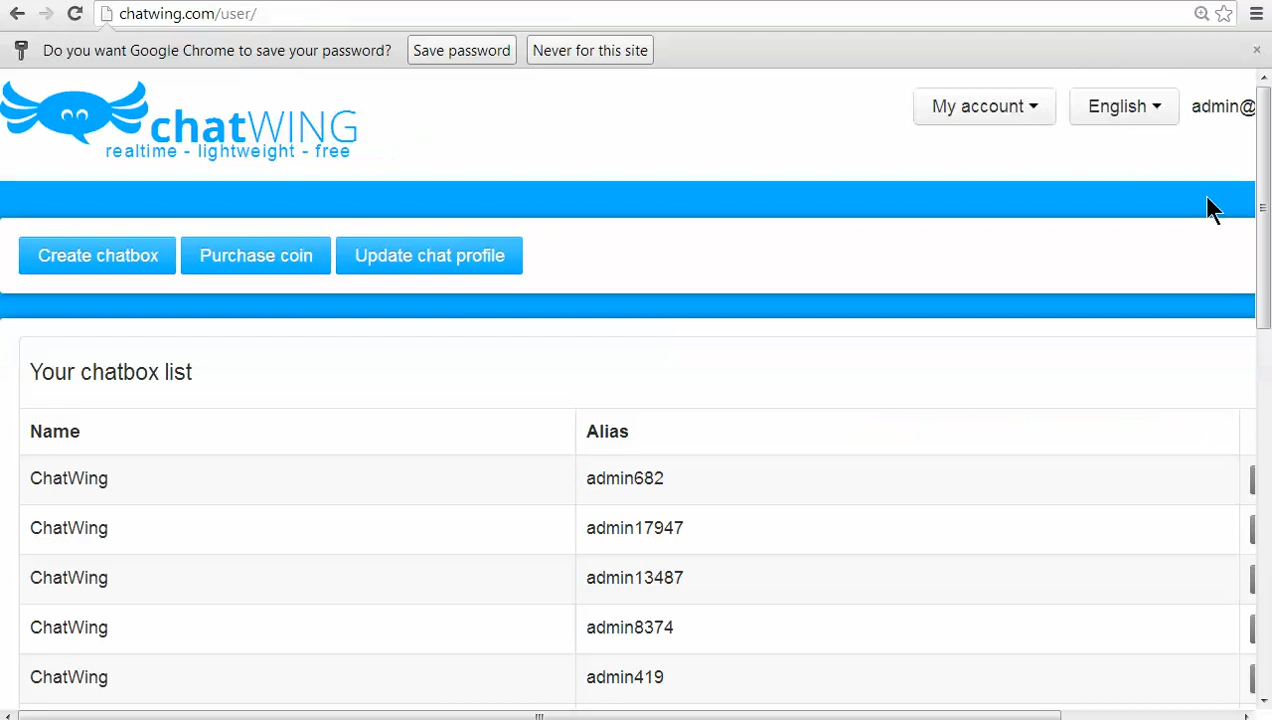 chatwing.com/user/
Do you want Google Chrome to save your password? Save password Never for this site
chatWING
realtime - lightweight - free
My account English admin@
Create chatbox Purchase coin Update chat profile
Your chatbox list
Name Alias
ChatWing admin682
ChatWing admin17947
ChatWing admin13487
ChatWing admin8374
ChatWing admin419